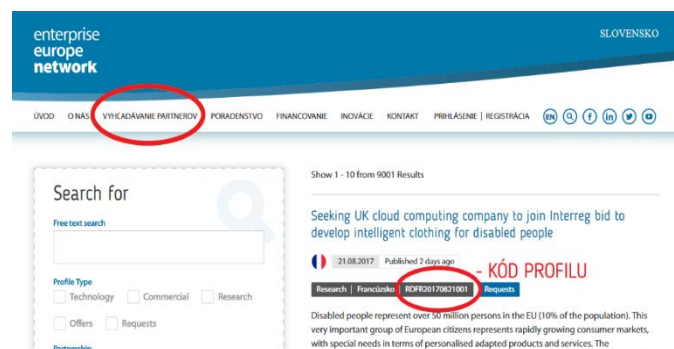 enterprise
europe
network
SLOVENSKO
ÚVOD O NÁS VYHĽADÁVANIE PARTNEROV PORADENSTVO FINANCOVANIE INOVÁCIE KONTAKT PRIHLÁSENIE | REGISTRÁCIA EN f in
Search for
Free text search
Profile Type
Technology Commercial Research
Offers Requests
Partnership
Show 1 - 10 from 9001 Results
Seeking UK cloud computing company to join Interreg bid to
develop intelligent clothing for disabled people
21.08.2017 Published 2 days ago
- KÓD PROFILU
Research | Francúzsko | RDFR20170821001 Requests
Disabled people represent over 50 million persons in the EU (10% of the population). This
very important group of European citizens represents rapidly growing consumer markets,
with special needs in terms of personalised adapted products and services. The